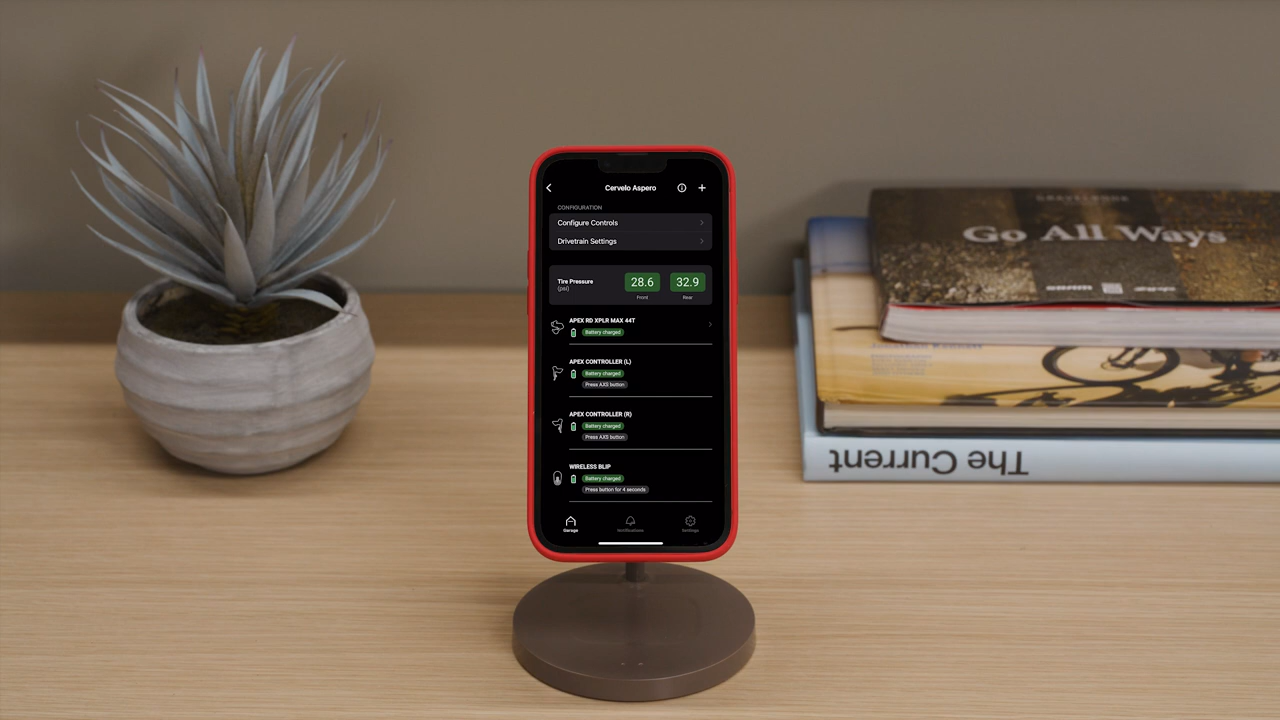 Cervelo Aspero
CONFIGURATION
Configure Controls
Drivetrain Settings
Tire Pressure
(psi)
28.6
32.9
Front
Rear
APEX RD XPLR MAX 44T
Battery charged
APEX CONTROLLER (L)
Battery charged
Press AXS button
APEX CONTROLLER (R)
Battery charged
Press AXS button
WIRELESS BLIP
Battery charged
Press button for 4 seconds
Garage
Notifications
Settings
Go All Ways
The Current